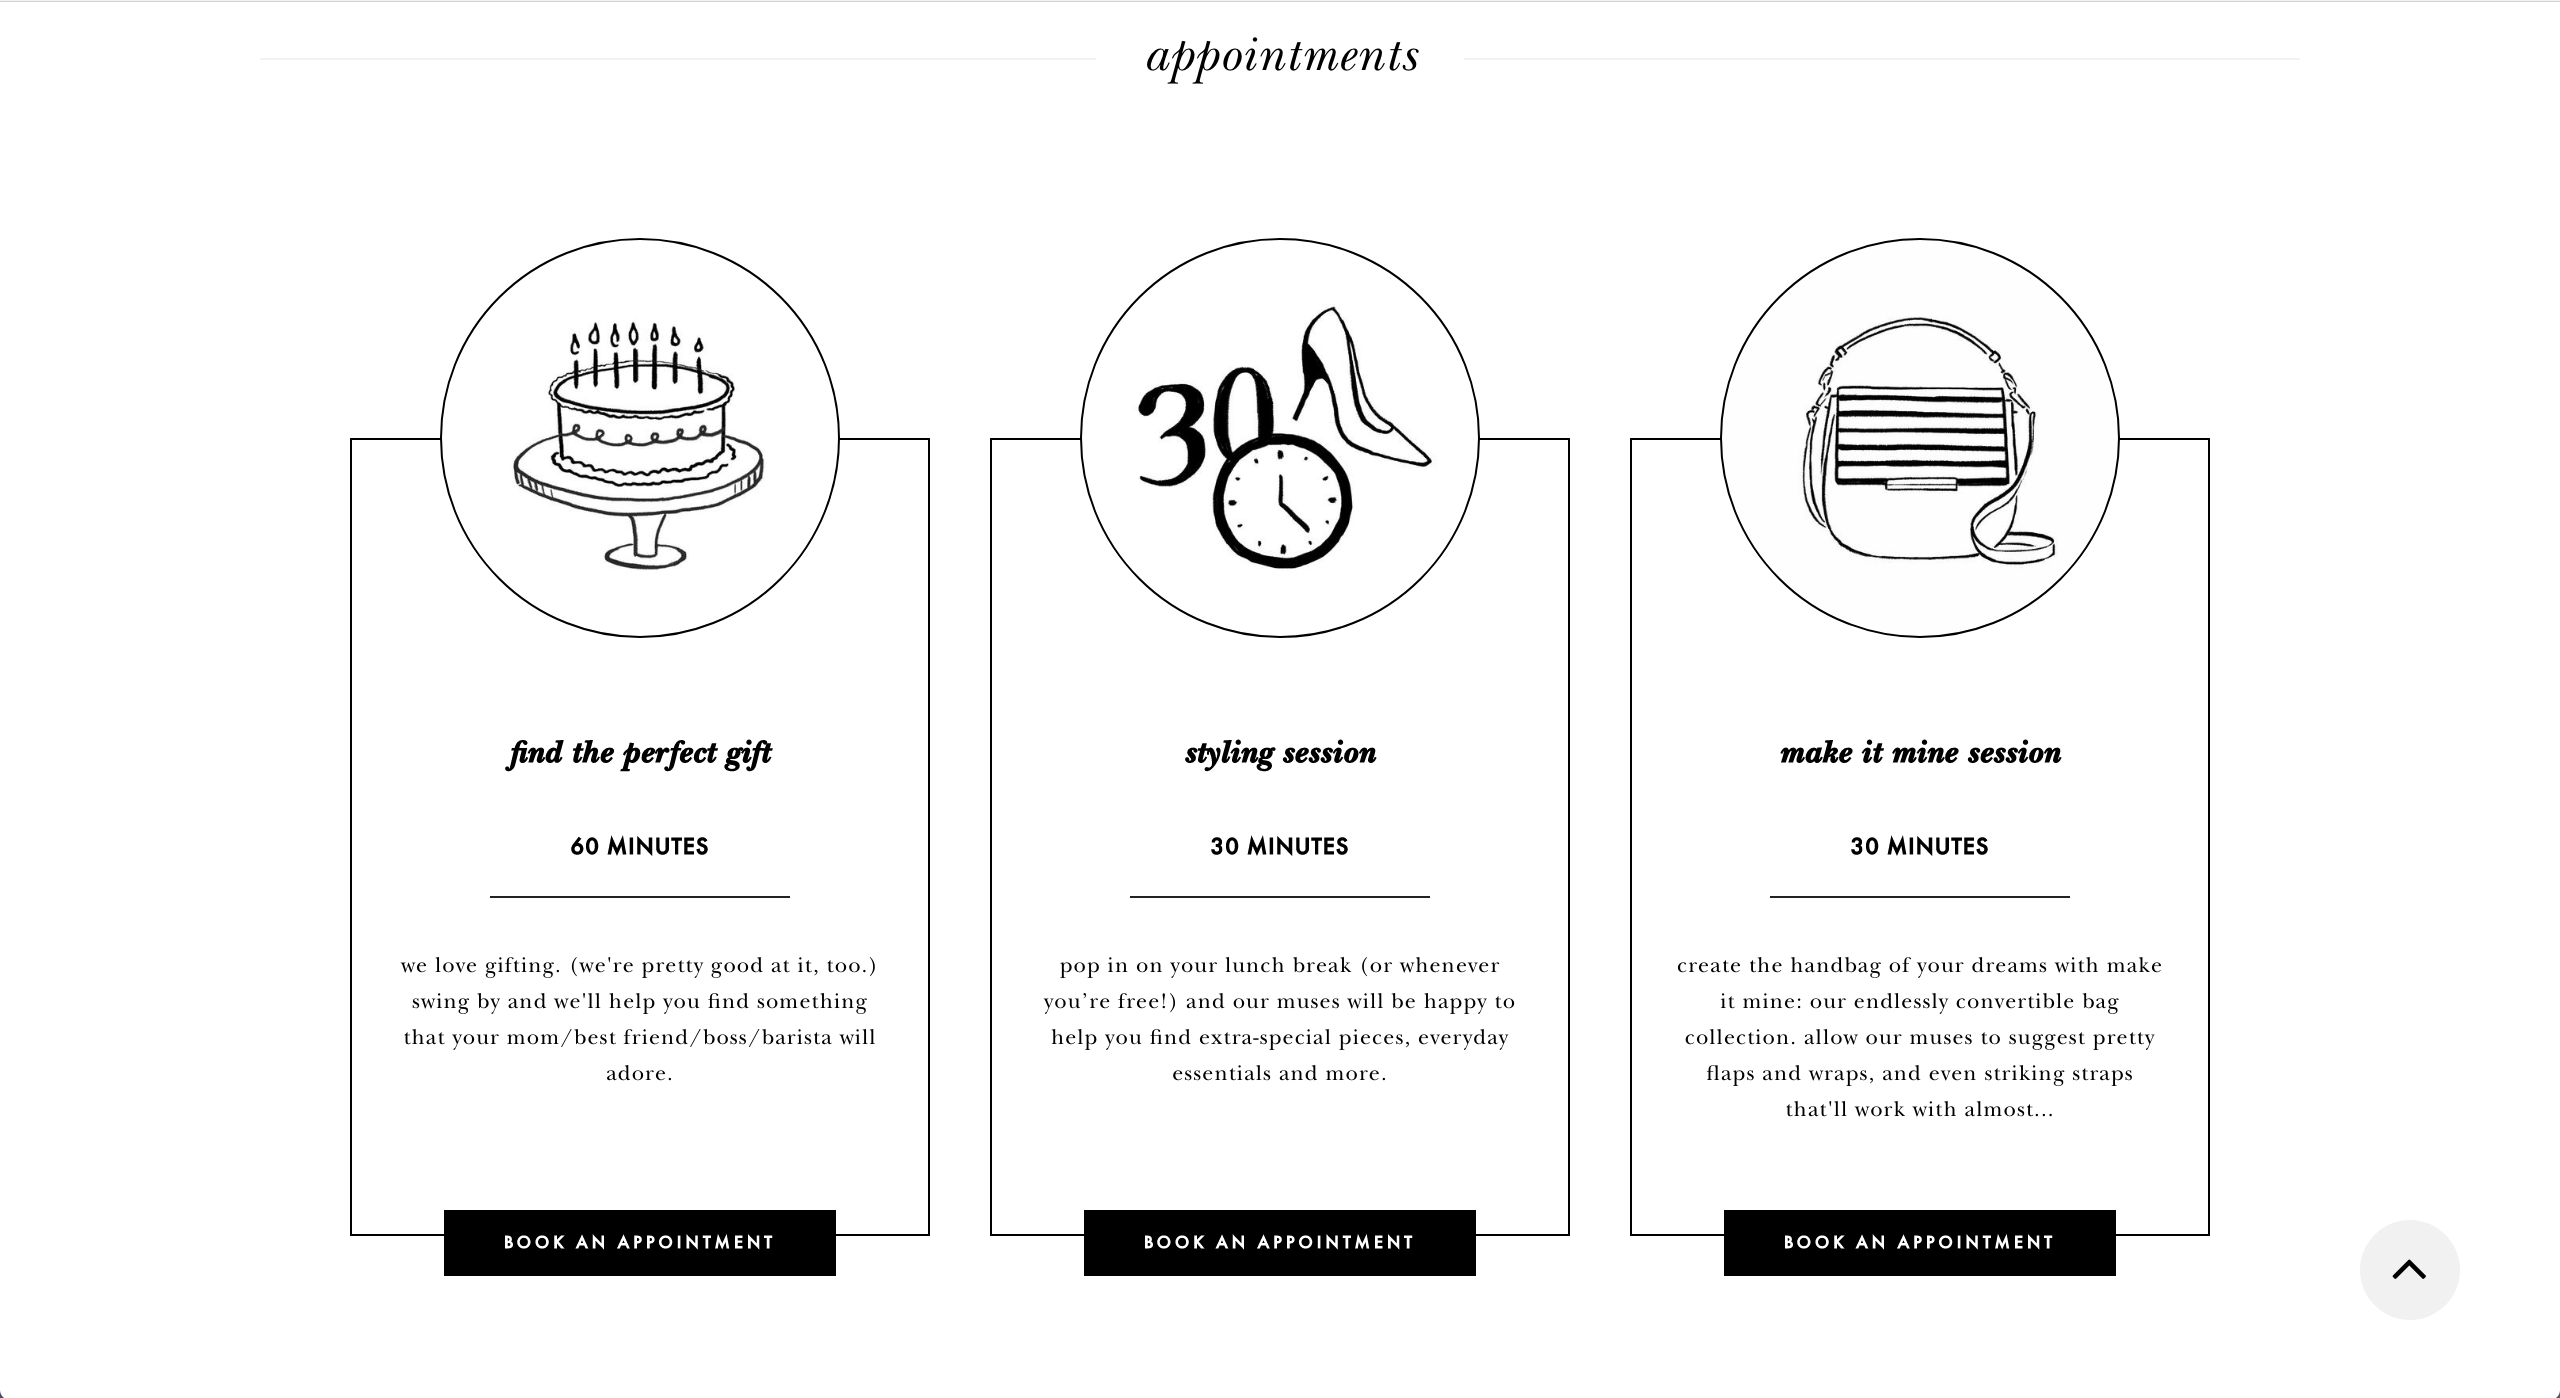 appointments
30
find the perfect gift
60 MINUTES
we love gifting. (we're pretty good at it, too.)
swing by and we'll help you find something
that your mom/best friend/boss/barista will
adore.
BOOK AN APPOINTMENT
styling session
30 MINUTES
pop in on your lunch break (or whenever
you’re free!) and our muses will be happy to
help you find extra-special pieces, everyday
essentials and more.
BOOK AN APPOINTMENT
make it mine session
30 MINUTES
create the handbag of your dreams with make
it mine: our endlessly convertible bag
collection. allow our muses to suggest pretty
flaps and wraps, and even striking straps
that'll work with almost...
BOOK AN APPOINTMENT